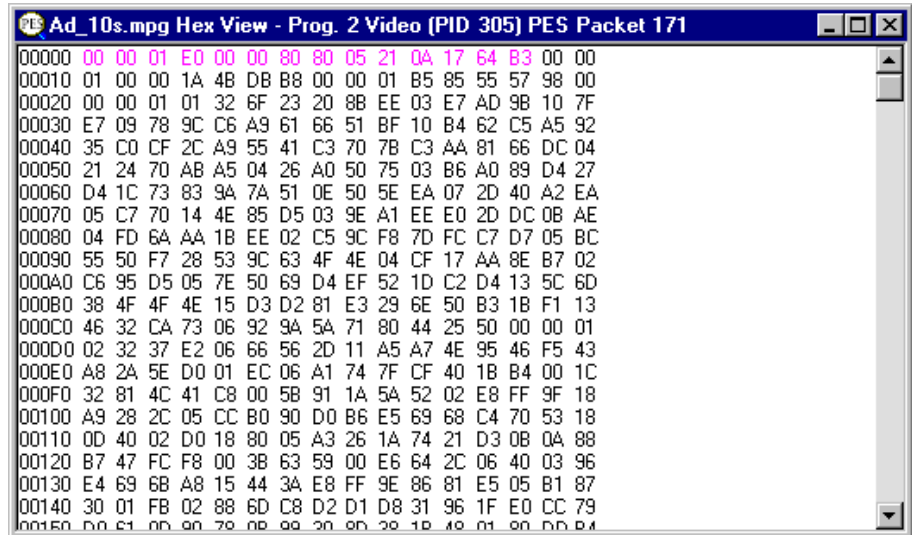 PES Ad_10s.mpg Hex View - Prog. 2 Video (PID 305) PES Packet 171
00000 00 00 01 E0 00 00 80 80 05 21 0A 17 64 B3 00 00
00010 01 00 00 1A 4B DB B8 00 00 01 B5 85 55 57 98 00
00020 00 00 01 01 32 6F 23 20 8B EE 03 E7 AD 9B 10 7F
00030 E7 09 78 9C C6 A9 61 66 51 BF 10 B4 62 C5 A5 92
00040 35 C0 CF 2C A9 55 41 C3 70 7B C3 AA 81 66 DC 04
00050 21 24 70 AB A5 04 26 A0 50 75 03 B6 A0 89 D4 27
00060 D4 1C 73 83 9A 7A 51 0E 50 5E EA 07 2D 40 A2 EA
00070 05 C7 70 14 4E 85 D5 03 9E A1 EE E0 2D DC 0B AE
00080 04 FD 6A AA 1B EE 02 C5 9C F8 7D FC C7 D7 05 BC
00090 55 50 F7 28 53 9C 63 4F 4E 04 CF 17 AA 8E B7 02
000A0 C6 95 D5 05 7E 50 69 D4 EF 52 1D C2 D4 13 5C 6D
000B0 38 4F 4F 4E 15 D3 D2 81 E3 29 6E 50 B3 1B F1 13
000C0 46 32 CA 73 06 92 9A 5A 71 80 44 25 50 00 00 01
000D0 02 32 37 E2 06 66 56 2D 11 A5 A7 4E 95 46 F5 43
000E0 A8 2A 5E D0 01 EC 06 A1 74 7F CF 40 1B B4 00 1C
000F0 32 81 4C 41 C8 00 5B 91 1A 5A 52 02 E8 FF 9F 18
00100 A9 28 2C 05 CC B0 90 D0 B6 E5 69 68 C4 70 53 18
00110 0D 40 02 D0 18 80 05 A3 26 1A 74 21 D3 0B 0A 88
00120 B7 47 FC F8 00 3B 63 59 00 E6 64 2C 06 40 03 96
00130 E4 69 6B A8 15 44 3A E8 FF 9E 86 81 E5 05 B1 87
00140 30 01 FB 02 88 6D C8 D2 D1 D8 31 96 1F E0 CC 79